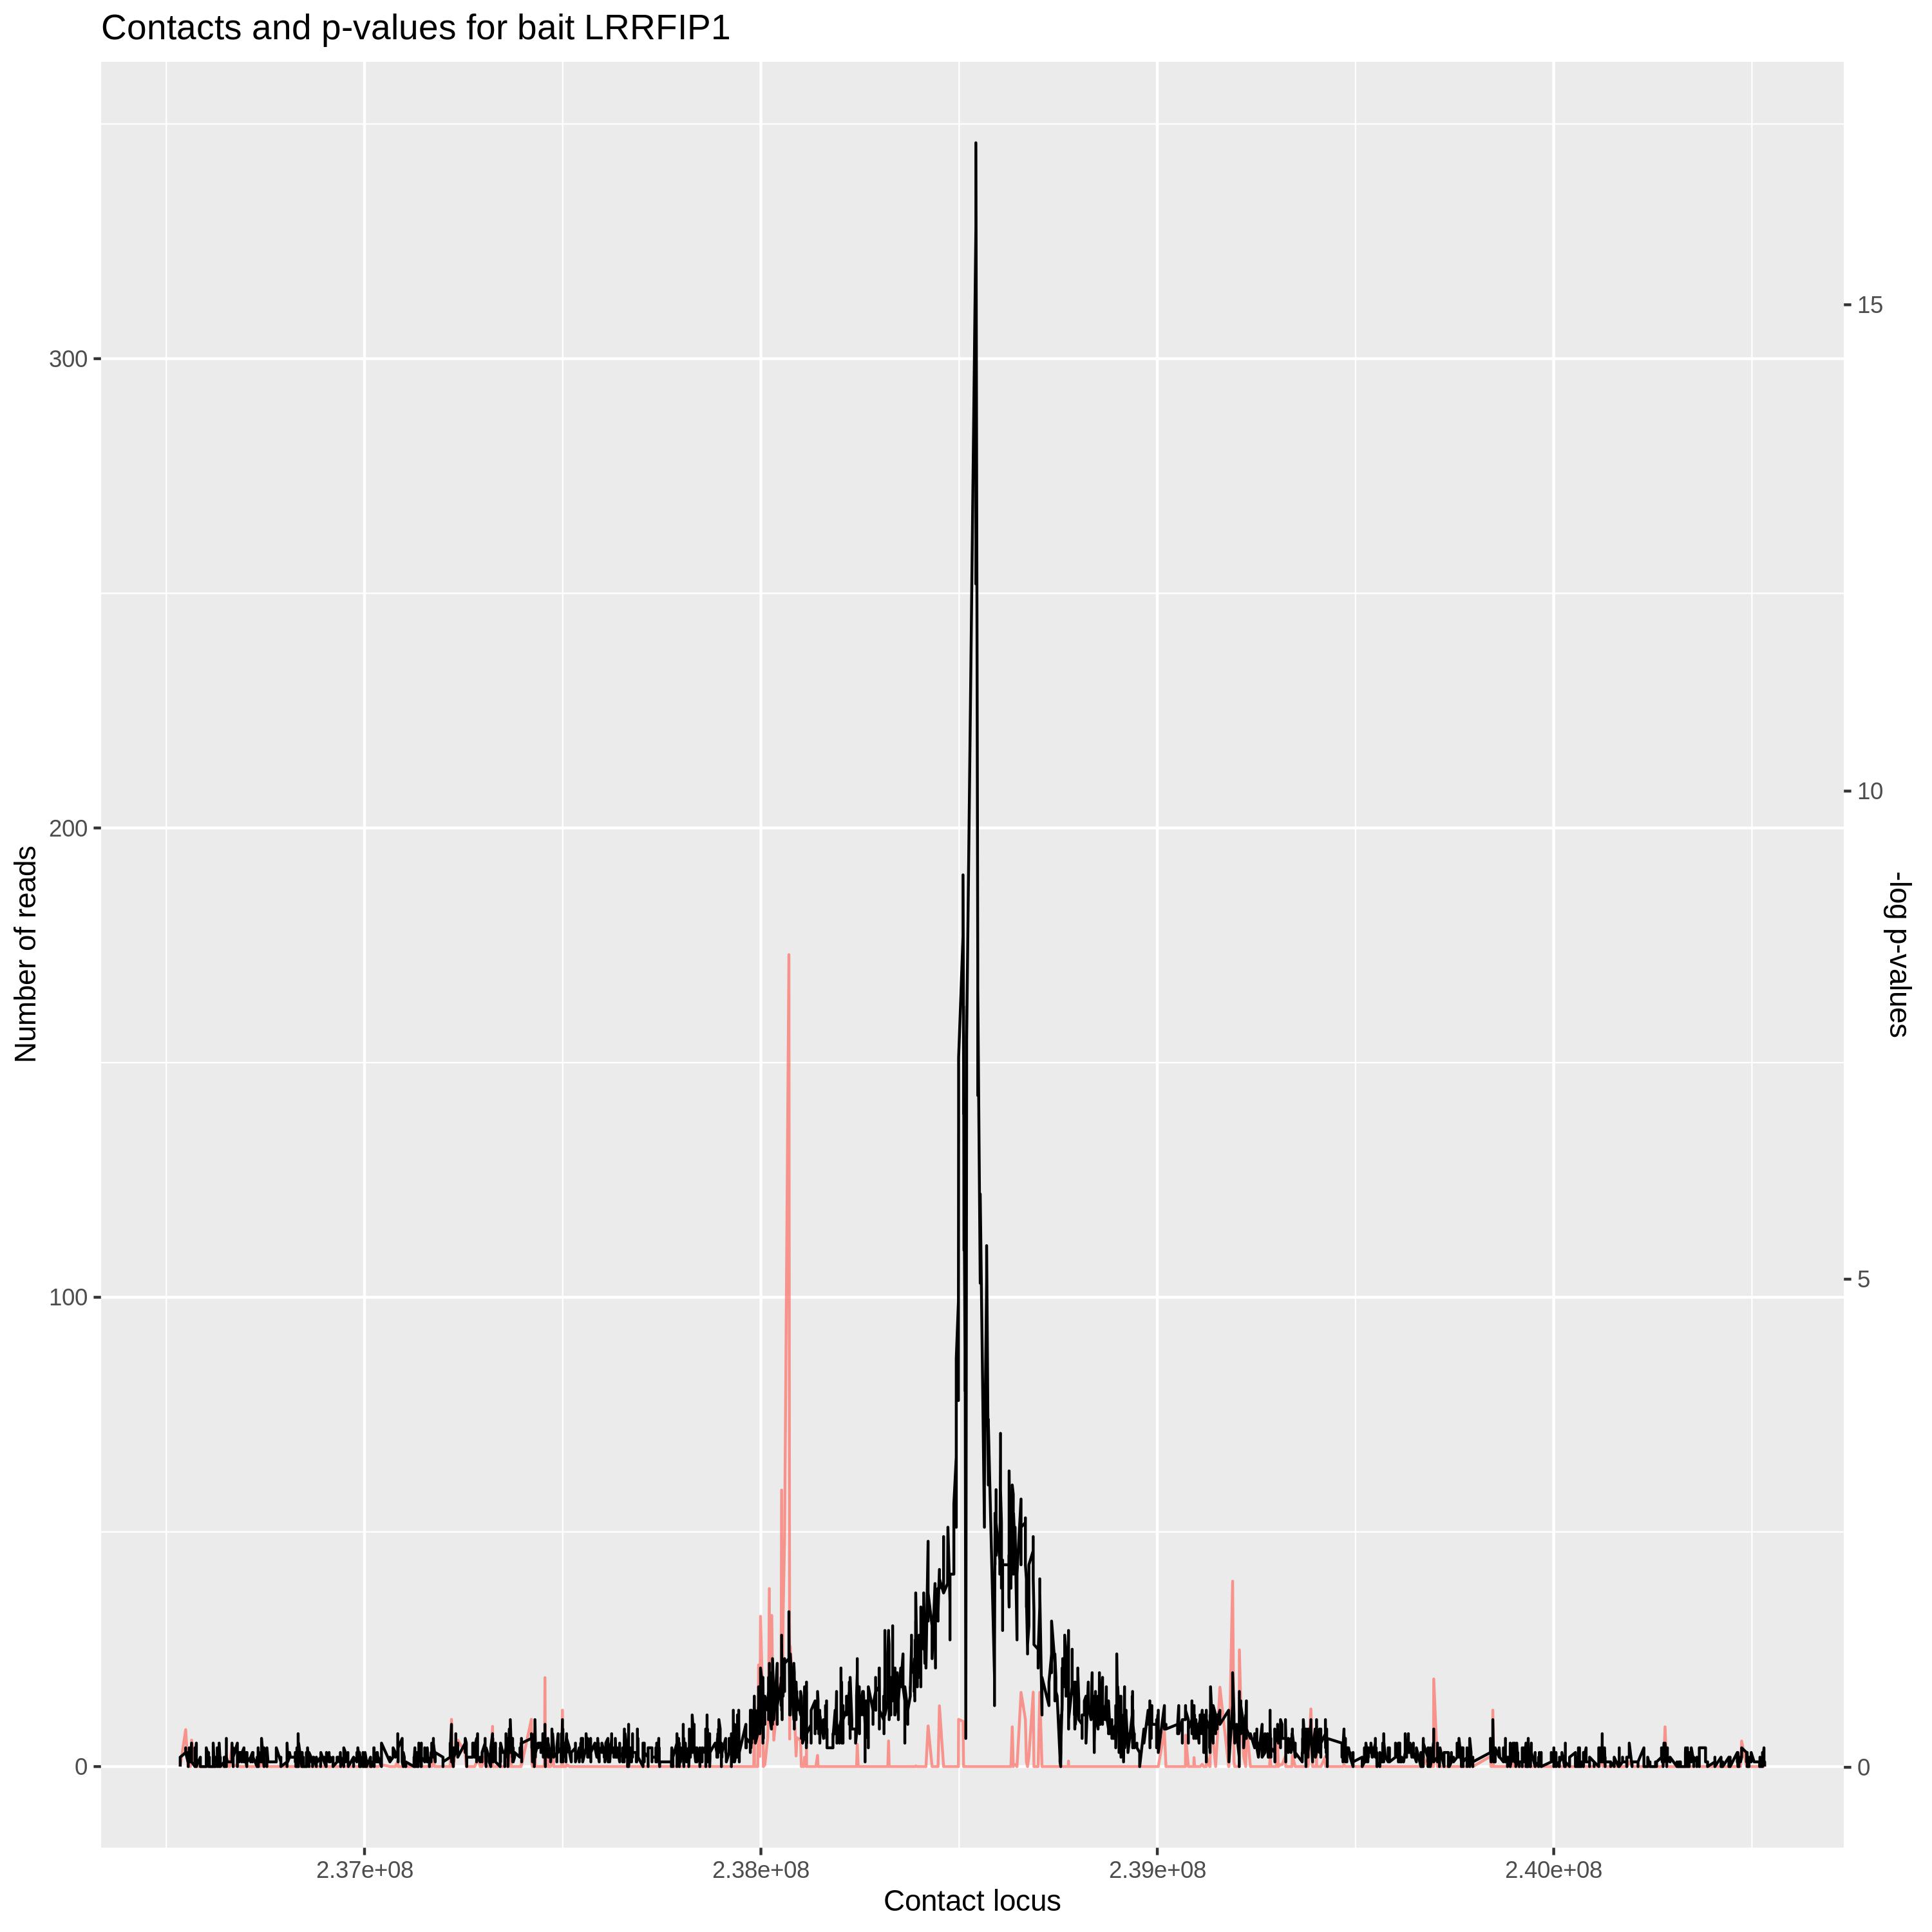 Contacts and p-values for bait LRRFIP1
300
200
100
0
Number of reads
15
10
5
0
-log p-values
2.37e+08 2.38e+08 2.39e+08 2.40e+08
Contact locus